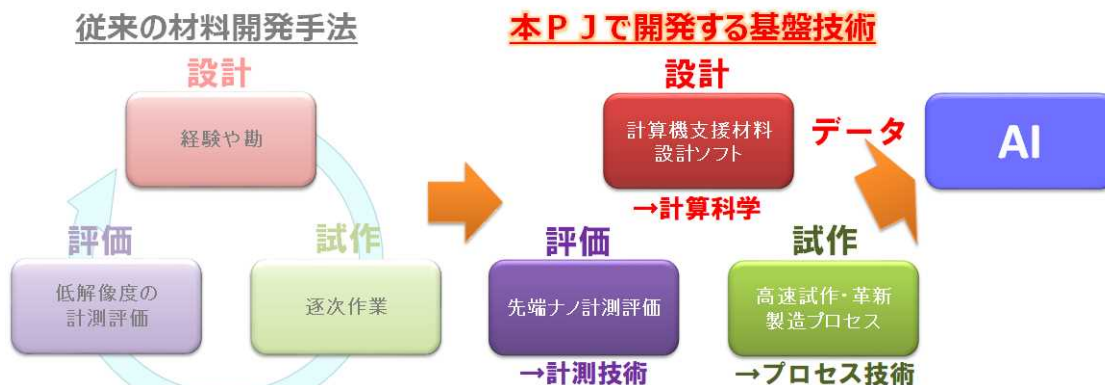 従来の材料開発手法
設計
経験や勘
評価
低解像度の
計測評価
試作
逐次作業
本ＰＪで開発する基盤技術
設計
計算機支援材料
設計ソフト
→計算科学
データ
AI
評価
先端ナノ計測評価
→計測技術
試作
高速試作・革新
製造プロセス
→プロセス技術